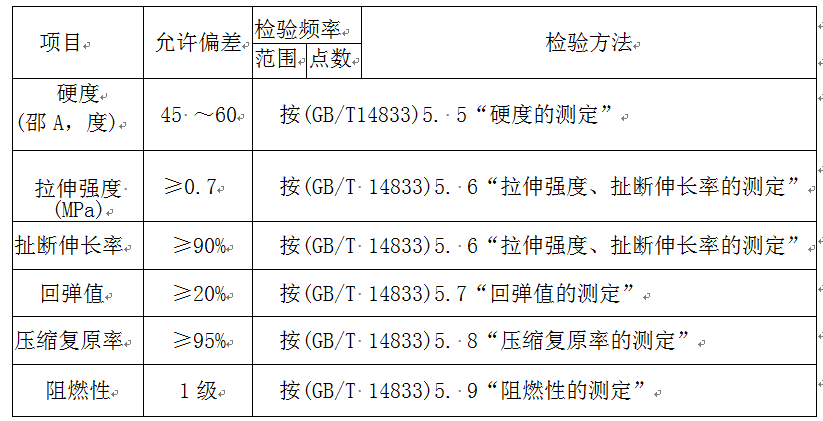 项目 允许偏差 检验频率 检验方法
范围 点数
硬度
(邵 A，度) 45 ～60 按(GB/T14833)5. 5“硬度的测定”
拉伸强度
(MPa) ≥0.7 按(GB/T 14833)5. 6“拉伸强度、扯断伸长率的测定”
扯断伸长率 ≥90% 按(GB/T 14833)5. 6“拉伸强度、扯断伸长率的测定”
回弹值 ≥20% 按(GB/T 14833)5.7“回弹值的测定”
压缩复原率 ≥95% 按(GB/T 14833)5. 8“压缩复原率的测定”
阻燃性 1 级 按(GB/T 14833)5. 9“阻燃性的测定”